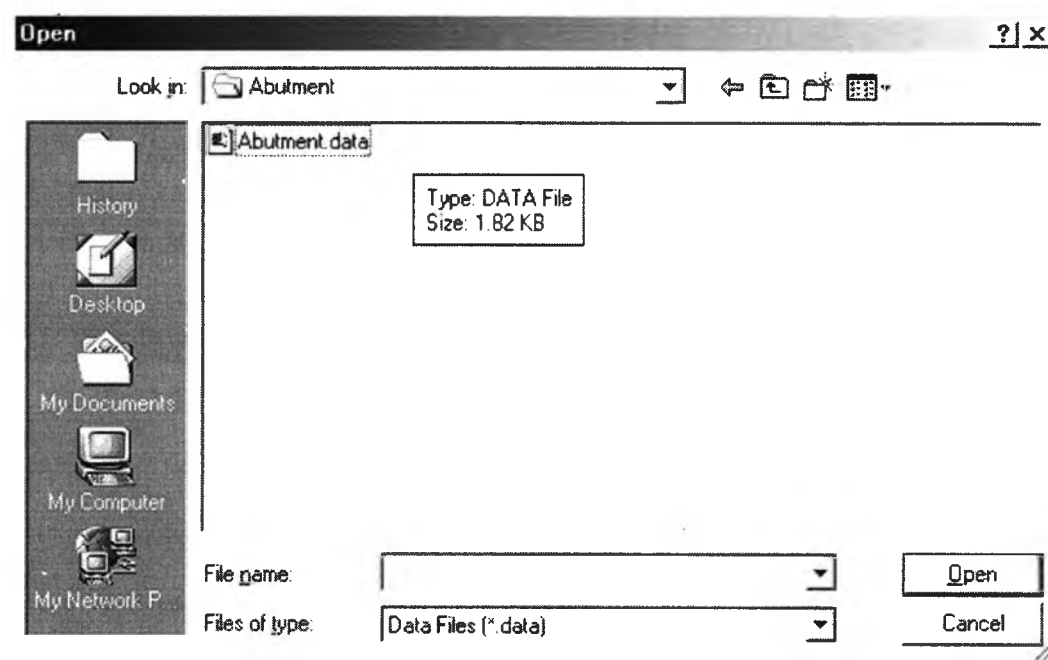 Open
Look in: Abutment
Abutment.data
Type: DATA File
Size: 1.82 KB
History
Desktop
My Documents
My Computer
My Network P...
File name: Open
Files of type: Data Files (*.data) Cancel